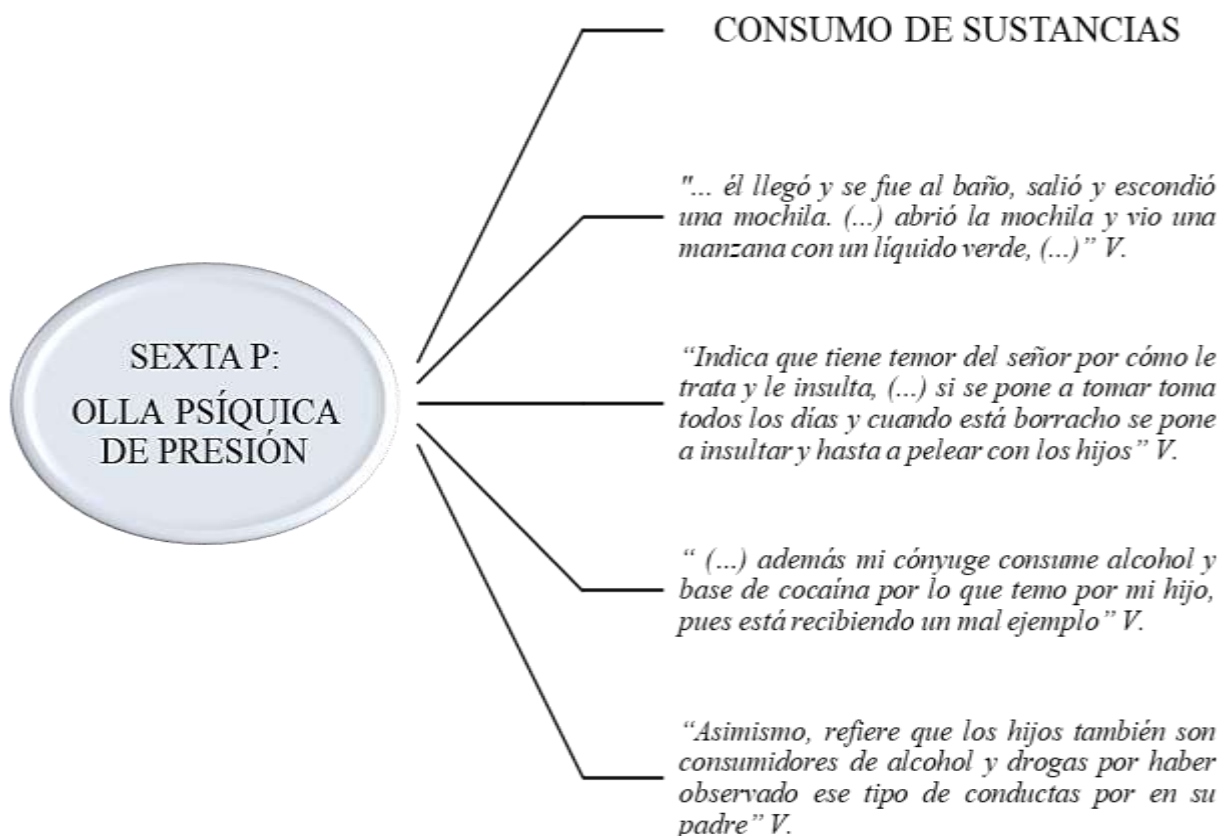 SEXTA P:
OLLA PSÍQUICA
DE PRESIÓN
CONSUMO DE SUSTANCIAS
"... él llegó y se fue al baño, salió y escondió
una mochila. (...) abrió la mochila y vio una
manzana con un líquido verde, (...)” V.
“Indica que tiene temor del señor por cómo le
trata y le insulta, (...) si se pone a tomar toma
todos los días y cuando está borracho se pone
a insultar y hasta a pelear con los hijos” V.
“ (...) además mi cónyuge consume alcohol y
base de cocaína por lo que temo por mi hijo,
pues está recibiendo un mal ejemplo” V.
“Asimismo, refiere que los hijos también son
consumidores de alcohol y drogas por haber
observado ese tipo de conductas por en su
padre” V.